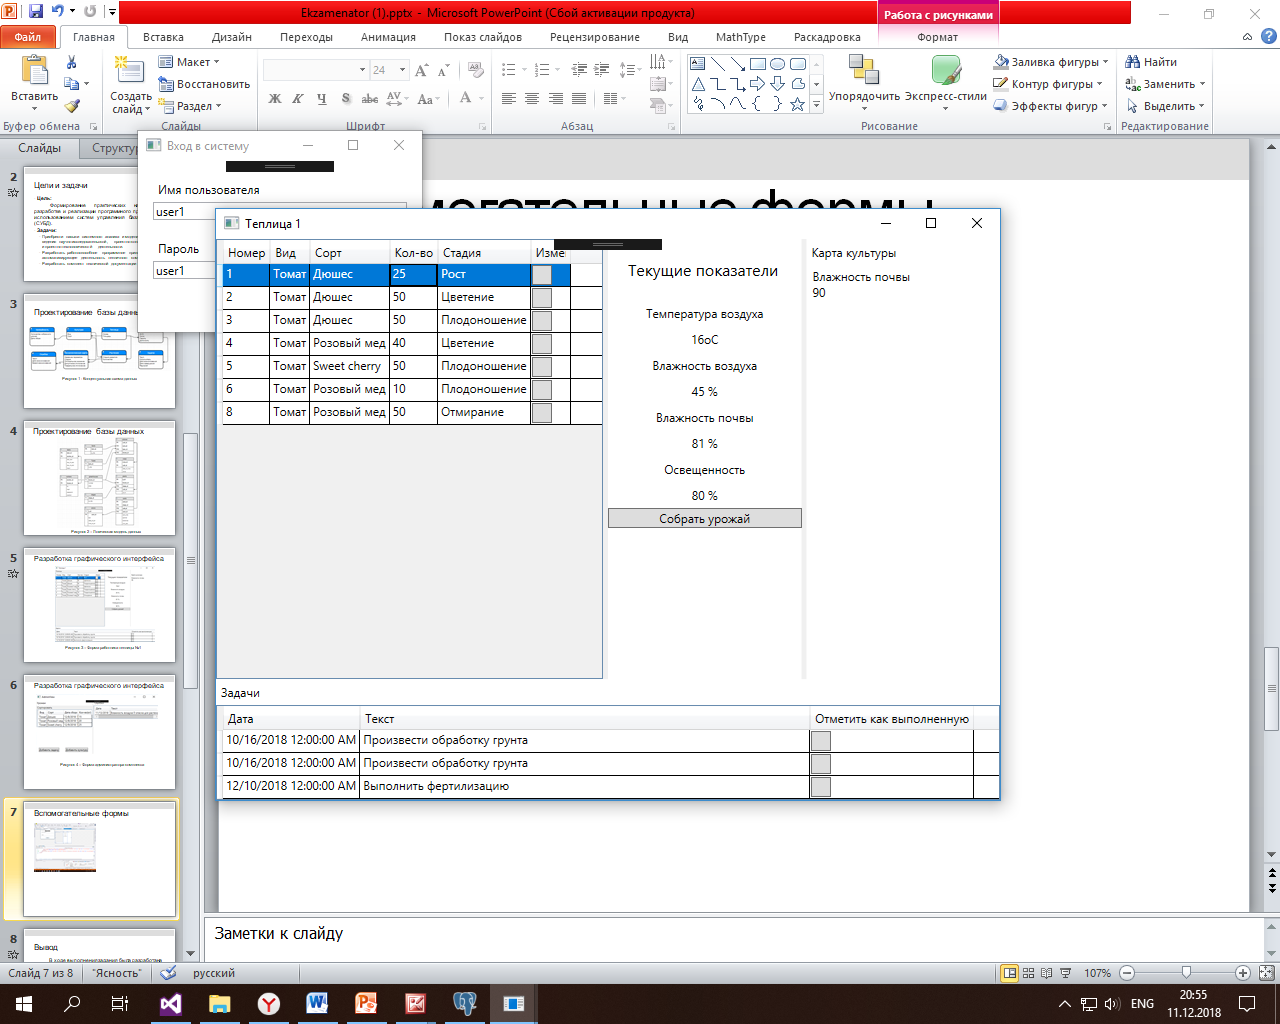 Ekzamenator (1).pptx - Microsoft PowerPoint (Сбой активации продукта)
Работа с рисунками
Файл Главная Вставка Дизайн Переходы Анимация Показ слайдов Рецензирование Вид MathType Раскадровка Формат
Вставить
Создать слайд
Макет
Восстановить
Раздел
24
Упорядочить
Экспресс-стили
Заливка фигуры
Контур фигуры
Эффекты фигур
Найти
Заменить
Выделить
Буфер обмена Слайды Шрифт Абзац Рисование Редактирование
Слайды Структур
2
Цели и задачи
Цель:
Задачи:
3
Проектирование базы данн
4
Проектирование базы данных
5
Разработка графического интерфейса
6
Разработка графического интерфейса
7
Вспомогательные формы
8
Вывод
Вход в систему
Имя пользователя
user1
Пароль
user1
Теплица 1
Номер Вид Сорт Кол-во Стадия Изме
1 Томат Дюшес 25 Рост
2 Томат Дюшес 50 Цветение
3 Томат Дюшес 50 Плодоношение
4 Томат Розовый мед 40 Цветение
5 Томат Sweet cherry 50 Плодоношение
6 Томат Розовый мед 10 Плодоношение
8 Томат Розовый мед 50 Отмирание
Текущие показатели
Температура воздуха
16оС
Влажность воздуха
45 %
Влажность почвы
81 %
Освещенность
80 %
Собрать урожай
Карта культуры
Влажность почвы
90
Задачи
Дата Текст Отметить как выполненную
10/16/2018 12:00:00 AM Произвести обработку грунта
10/16/2018 12:00:00 AM Произвести обработку грунта
12/10/2018 12:00:00 AM Выполнить фертилизацию
Заметки к слайду
Слайд 7 из 8 "Ясность" русский 107%
ENG
20:55
11.12.2018